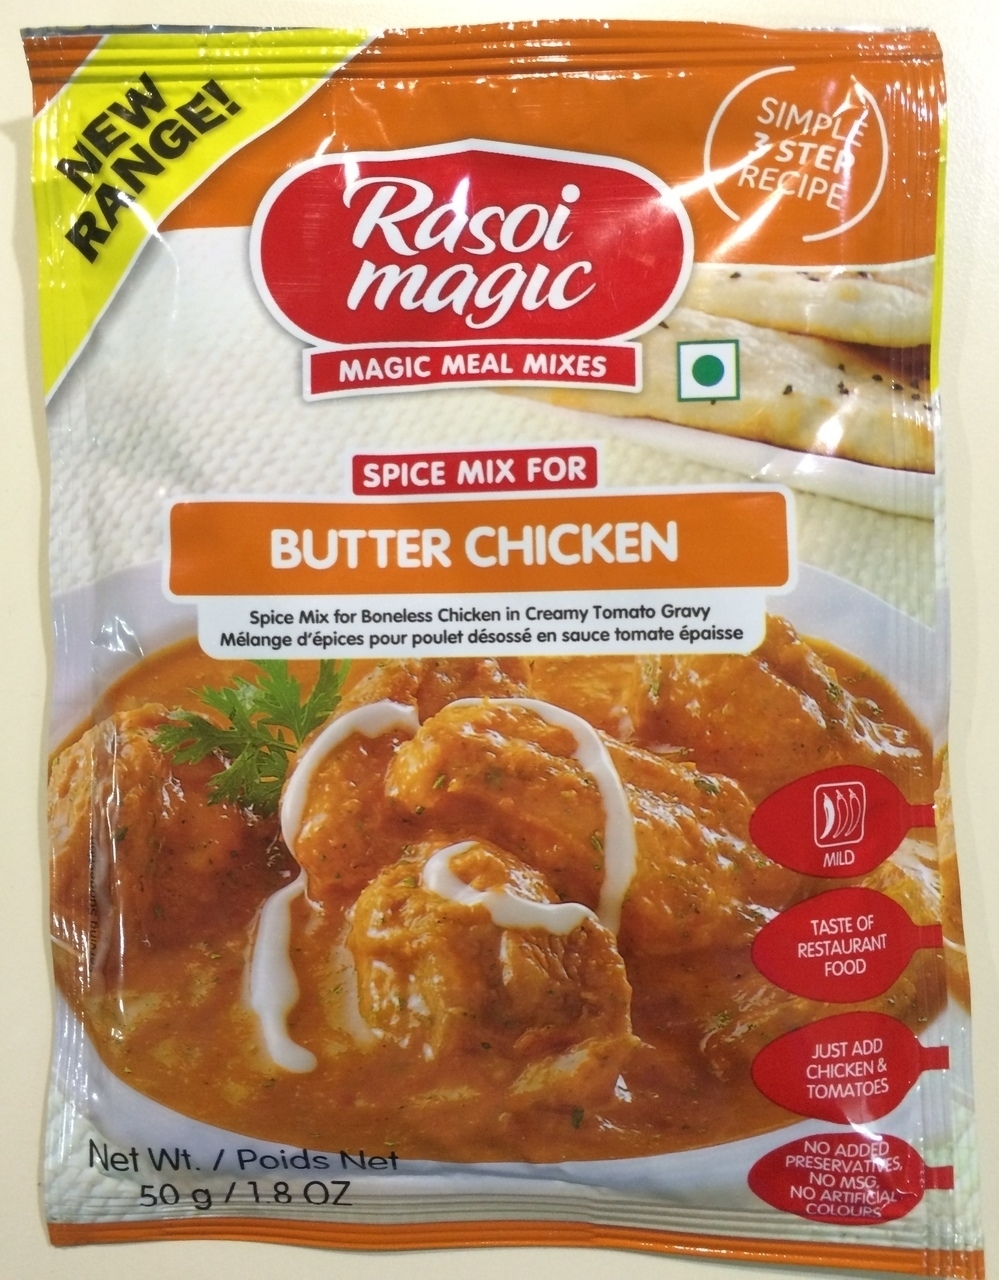 NEW
RANGE!
SIMPLE
3 STEP
RECIPE
Rasoi
magic
MAGIC MEAL MIXES
SPICE MIX FOR
BUTTER CHICKEN
Spice Mix for Boneless Chicken in Creamy Tomato Gravy
Mélange d'épices pour poulet désossé en sauce tomate épaisse
MILD
TASTE OF
RESTAURANT
FOOD
JUST ADD
CHICKEN &
TOMATOES
NO ADDED
PRESERVATIVES,
NO MSG,
NO ARTIFICIAL
COLOURS
Net Wt. / Poids Net
50 g / 1.8 OZ